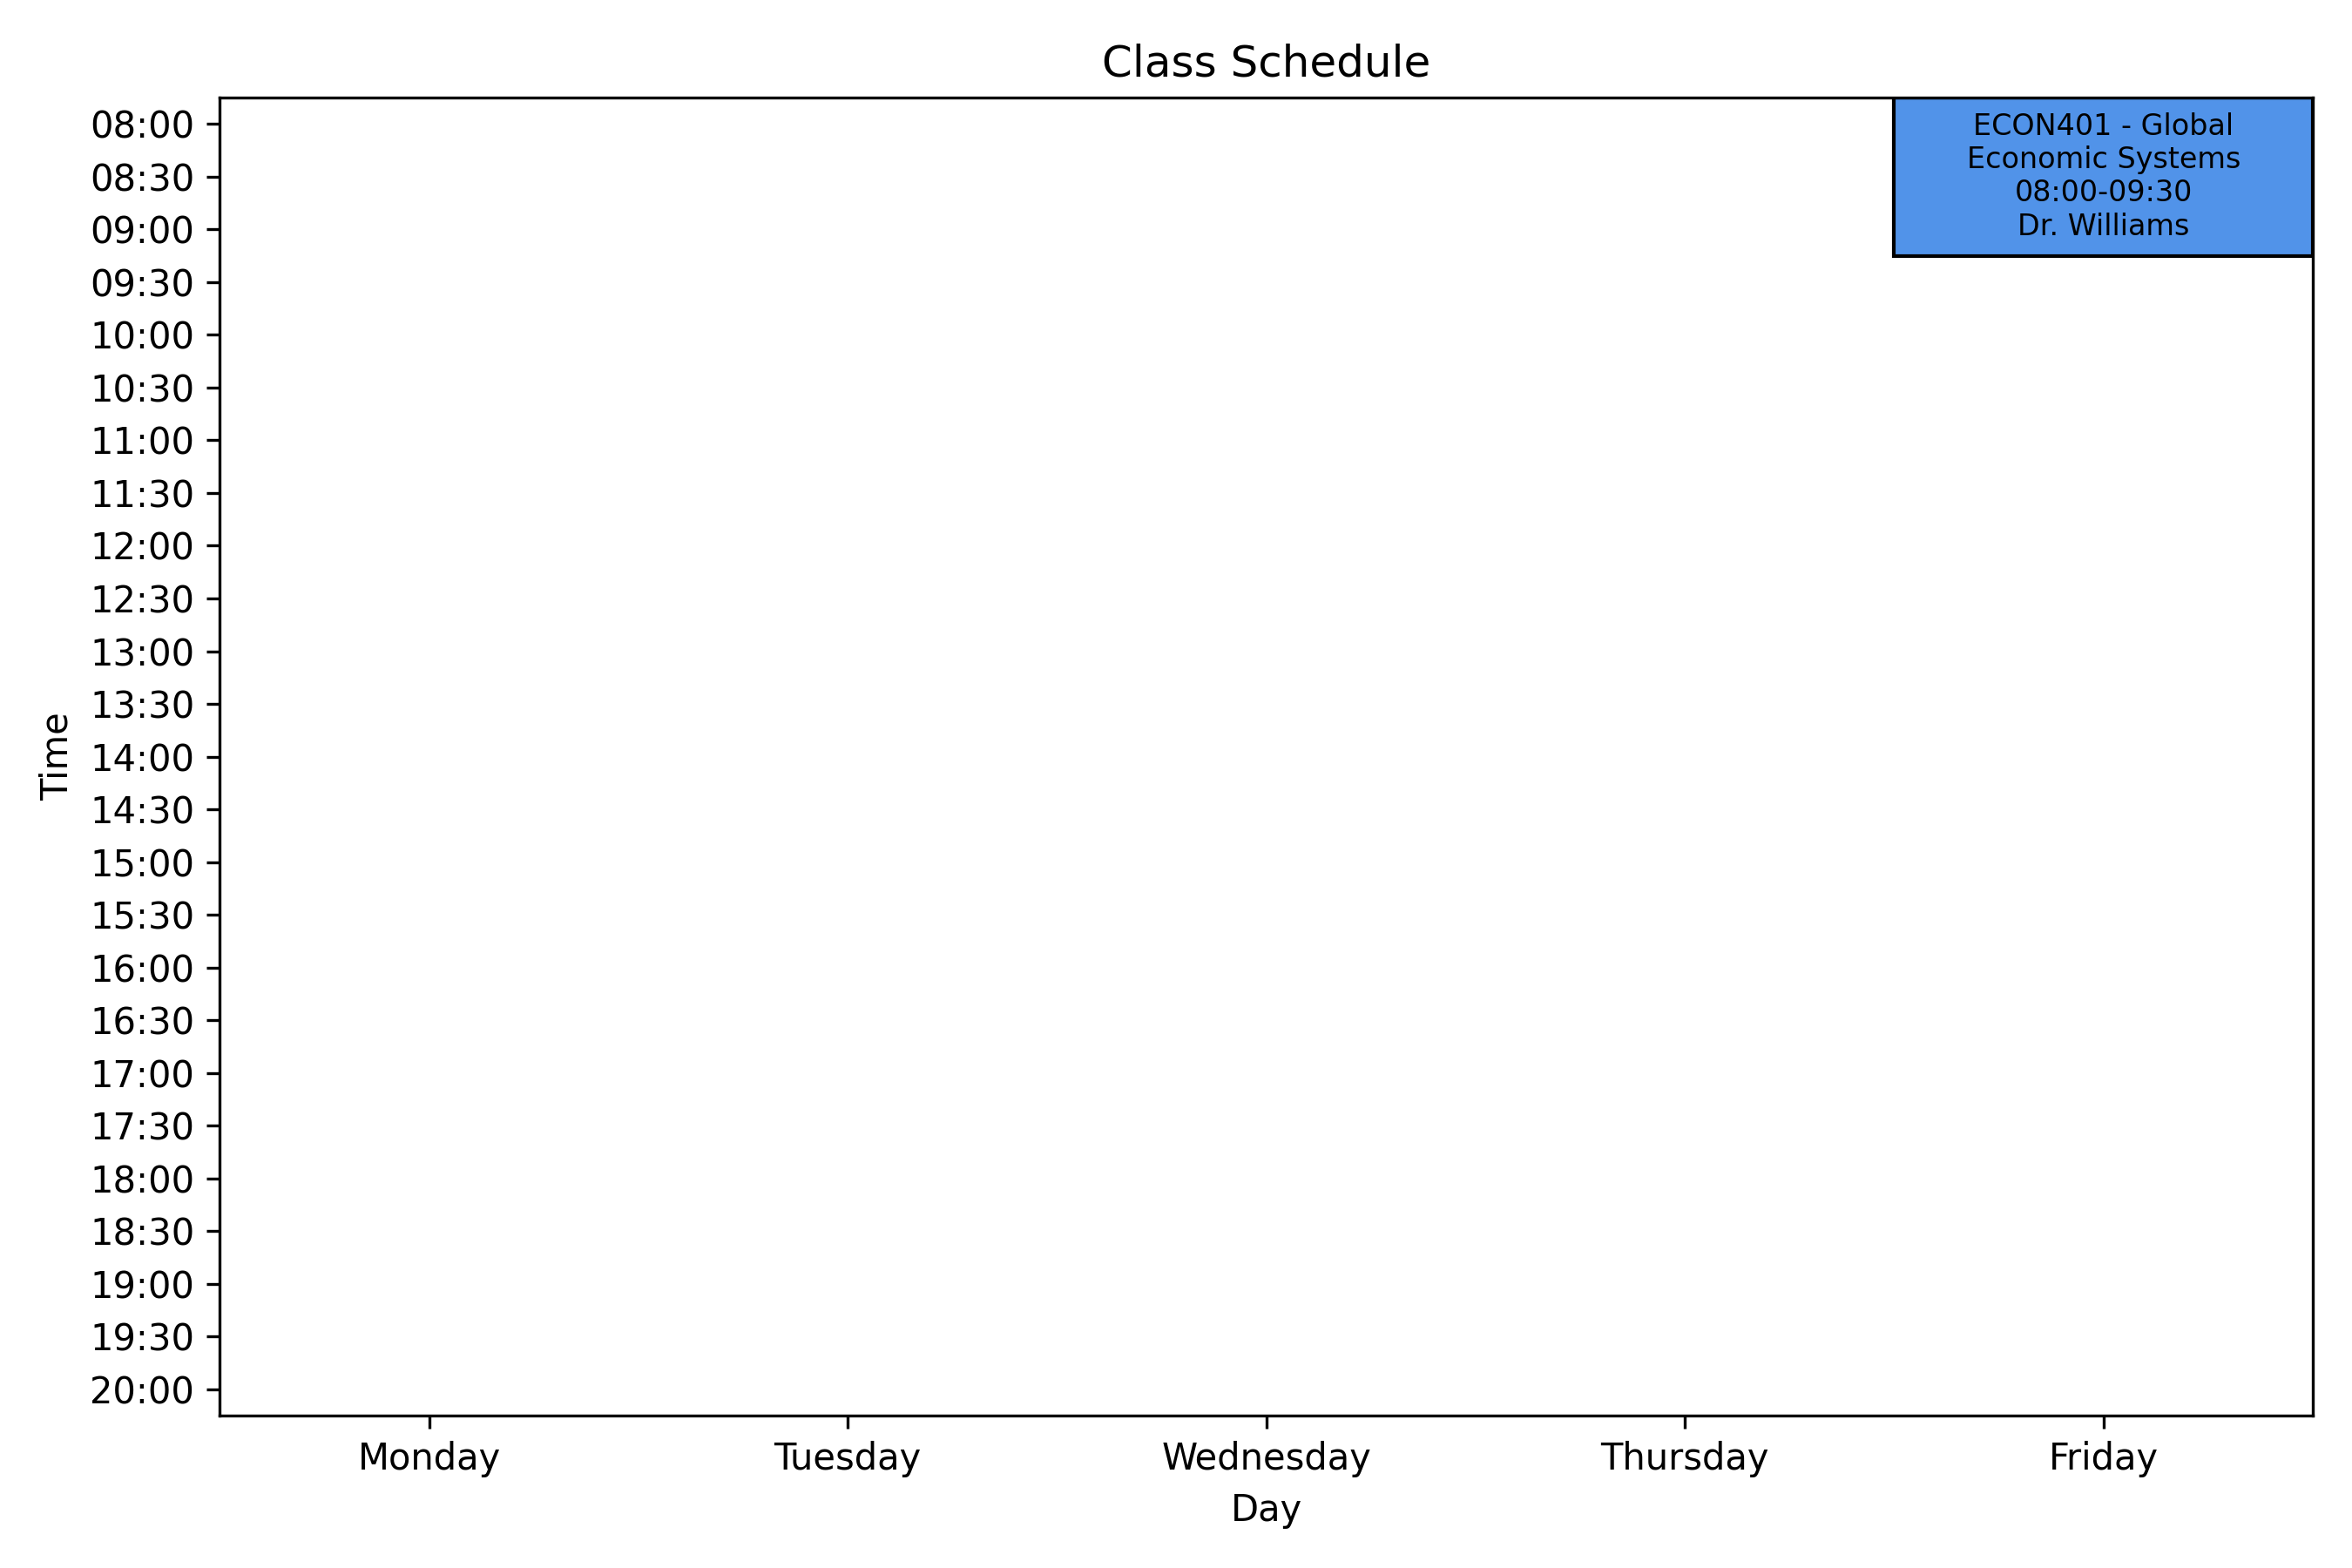 Class Schedule
08:00
08:30
09:00
09:30
10:00
10:30
11:00
11:30
12:00
12:30
13:00
13:30
14:00
14:30
15:00
15:30
16:00
16:30
17:00
17:30
18:00
18:30
19:00
19:30
20:00
Time
ECON401 - Global
Economic Systems
08:00-09:30
Dr. Williams
Monday
Tuesday
Wednesday
Thursday
Friday
Day